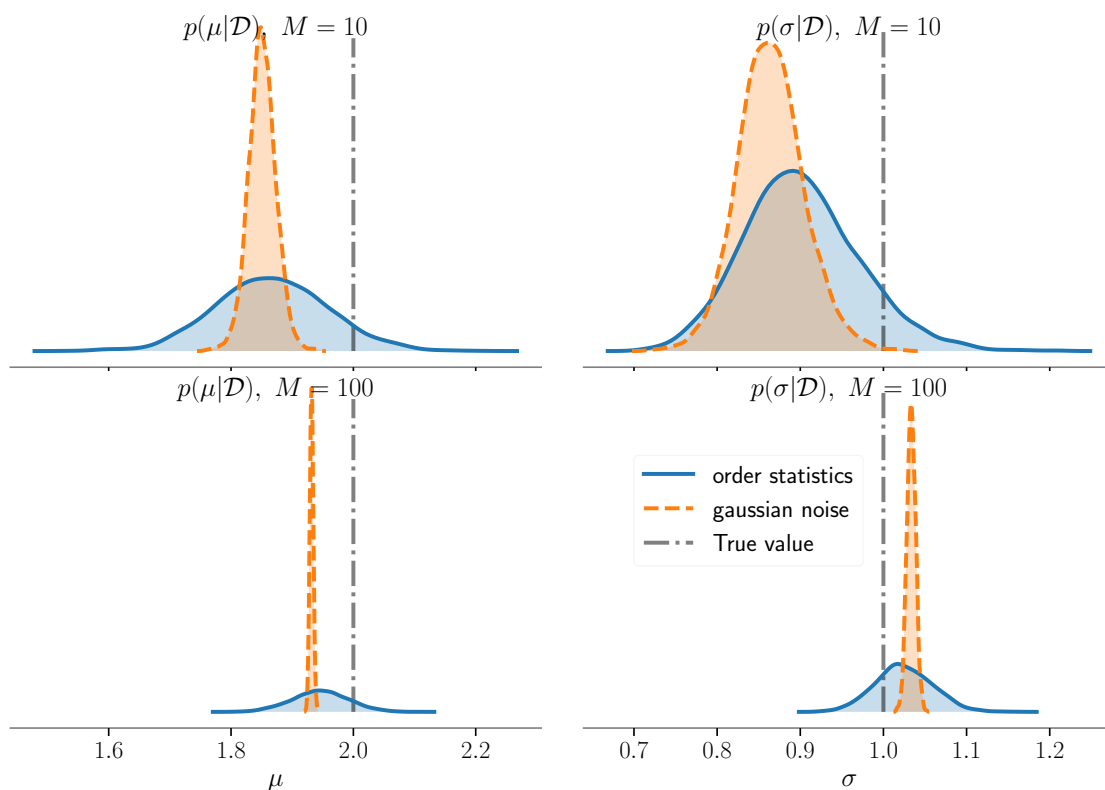 p(μ|𝒟), M = 10
p(σ|𝒟), M = 10
p(μ|𝒟), M = 100
p(σ|𝒟), M = 100
order statistics
gaussian noise
True value
1.6 1.8 2.0 2.2
μ
0.7 0.8 0.9 1.0 1.1 1.2
σ